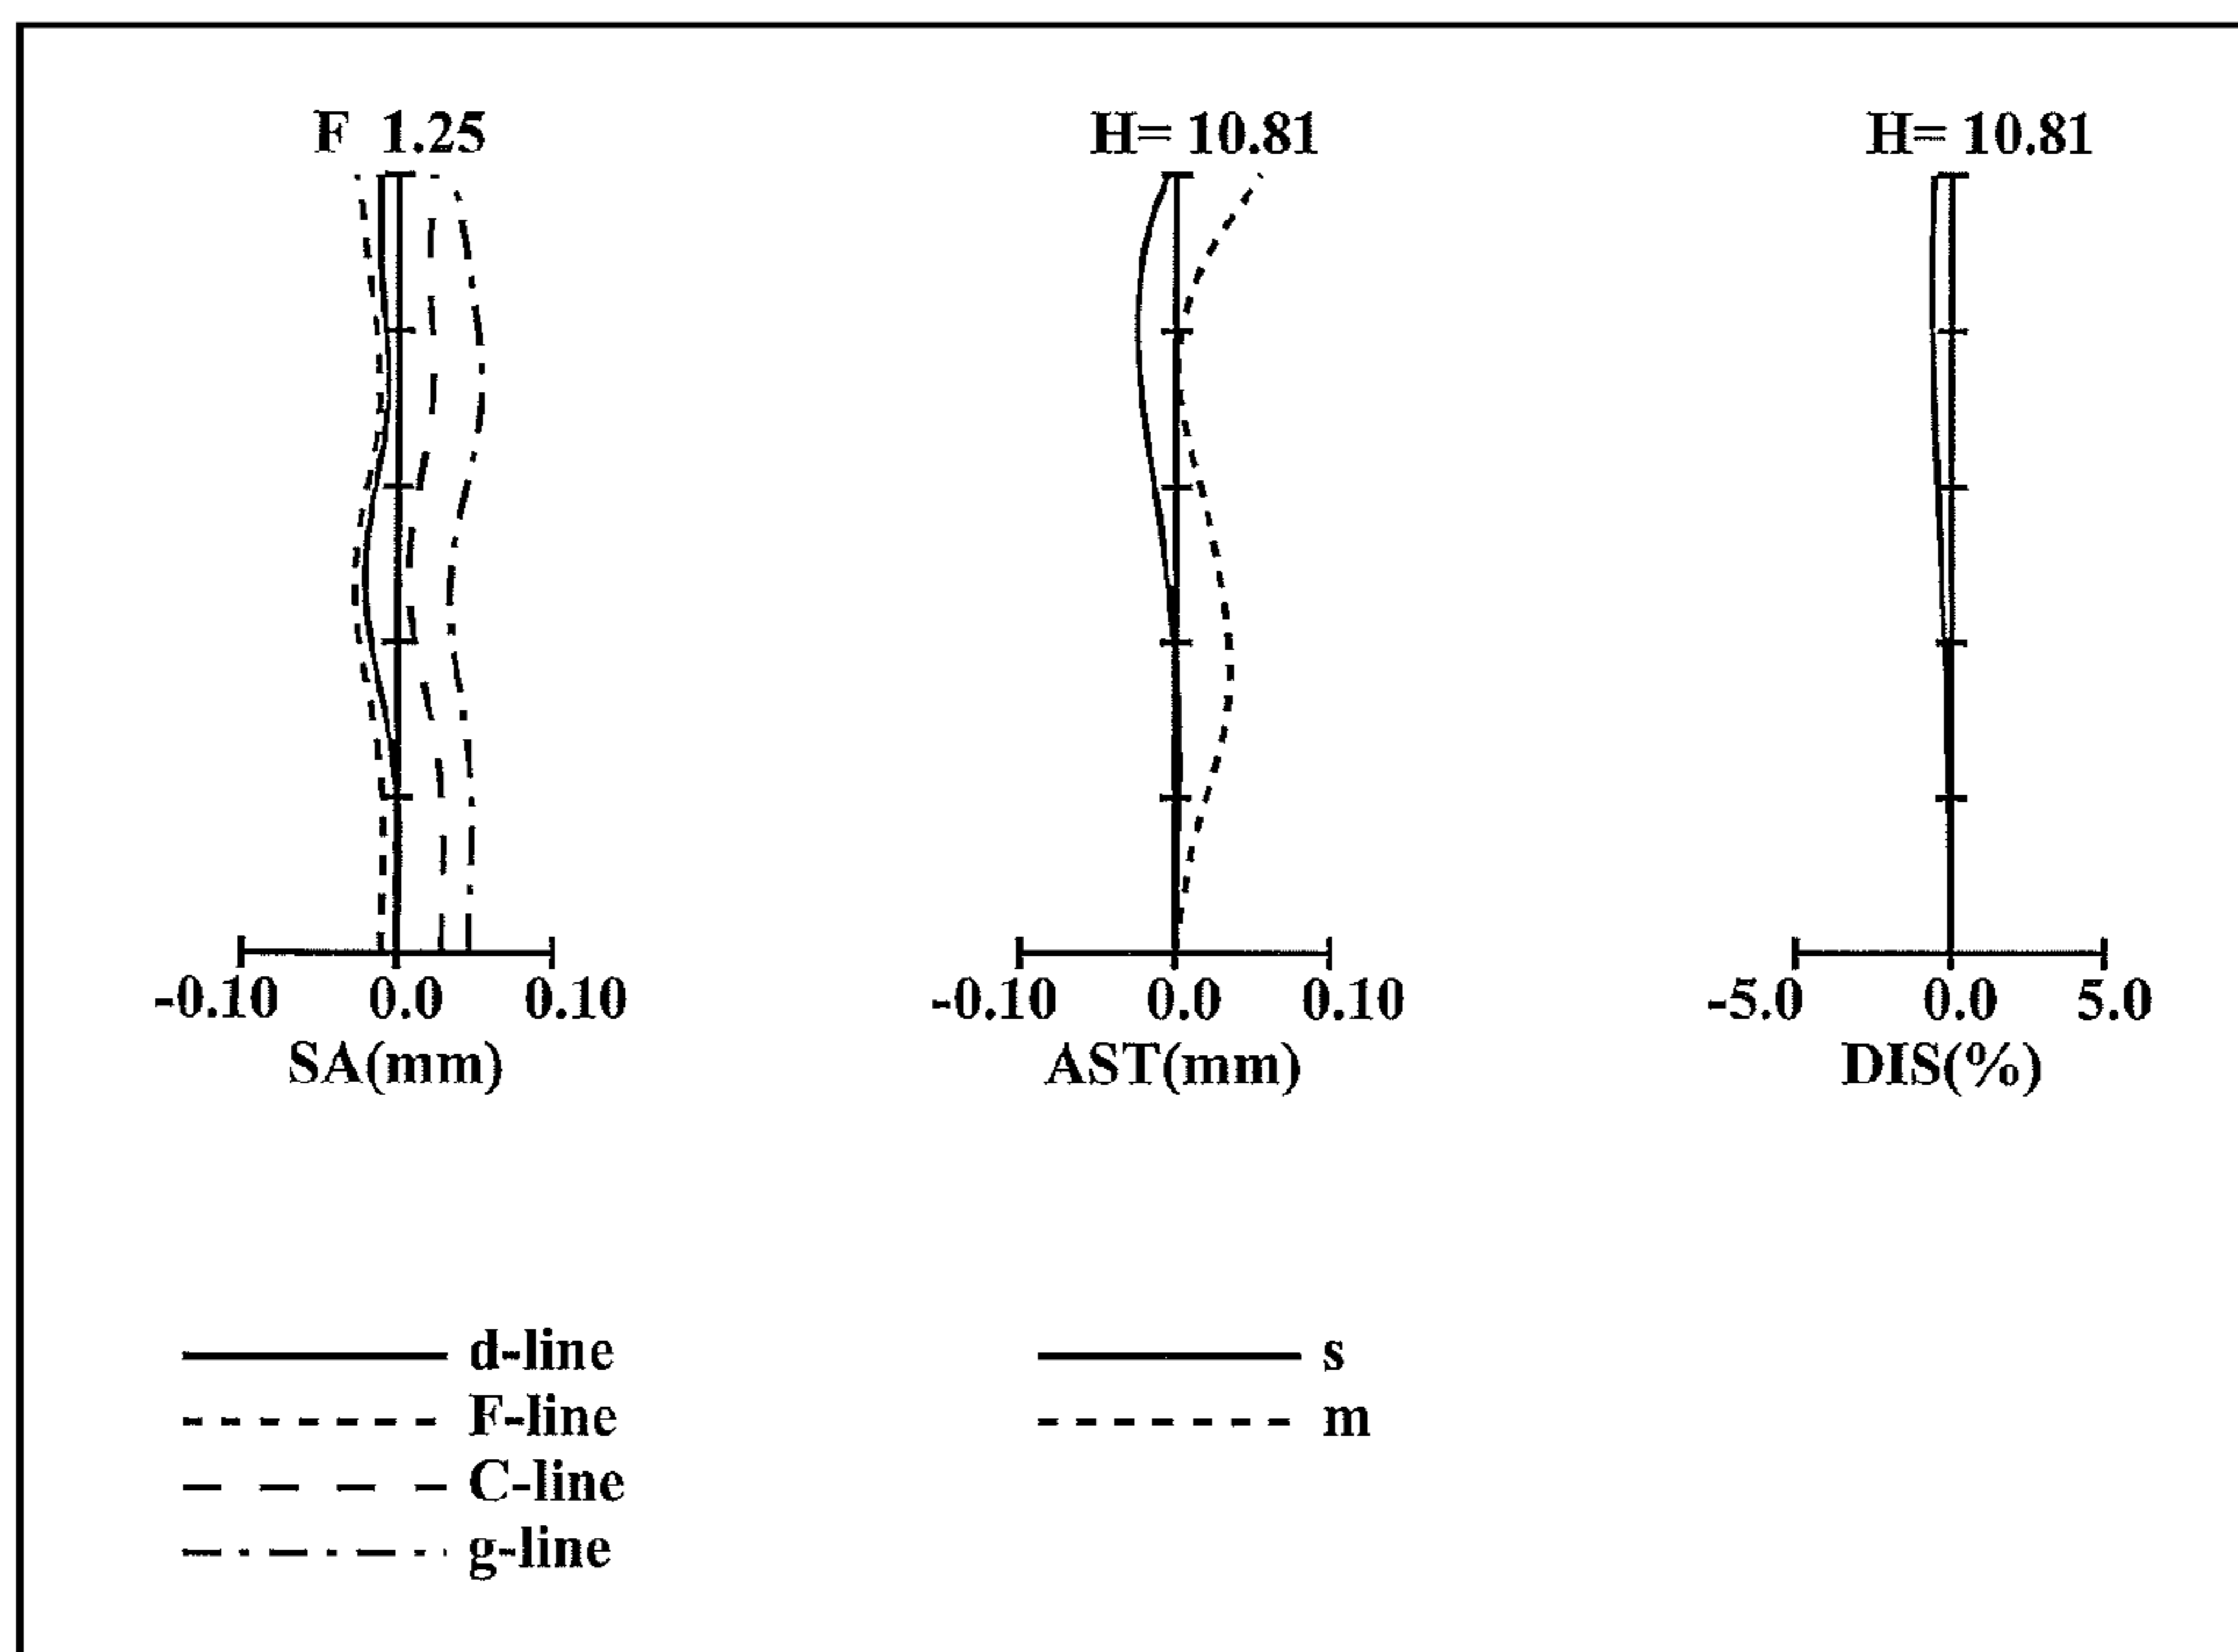 F 1.25
H= 10.81
H= 10.81
-0.10 0.0 0.10
SA(mm)
-0.10 0.0 0.10
AST(mm)
-5.0 0.0 5.0
DIS(%)
d-line
F-line
C-line
g-line
s
m